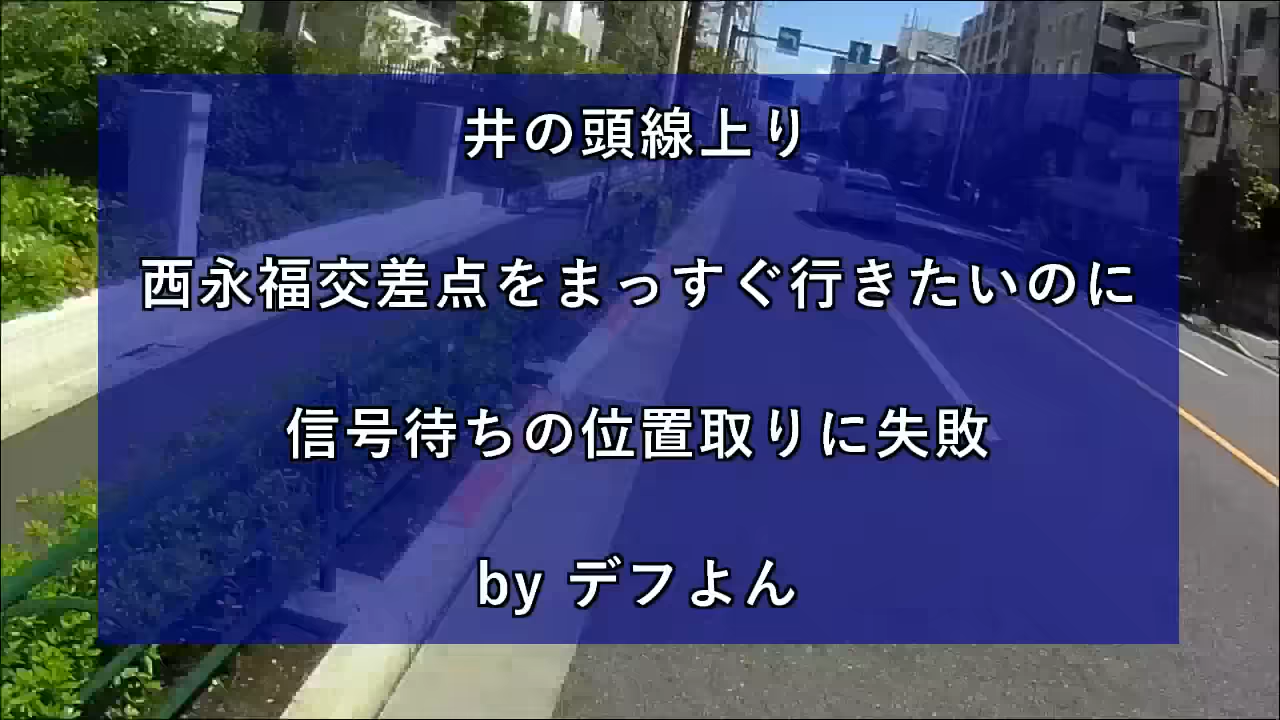 井の頭線上り
西永福交差点をまっすぐ行きたいのに
信号待ちの位置取りに失敗
by デフよん